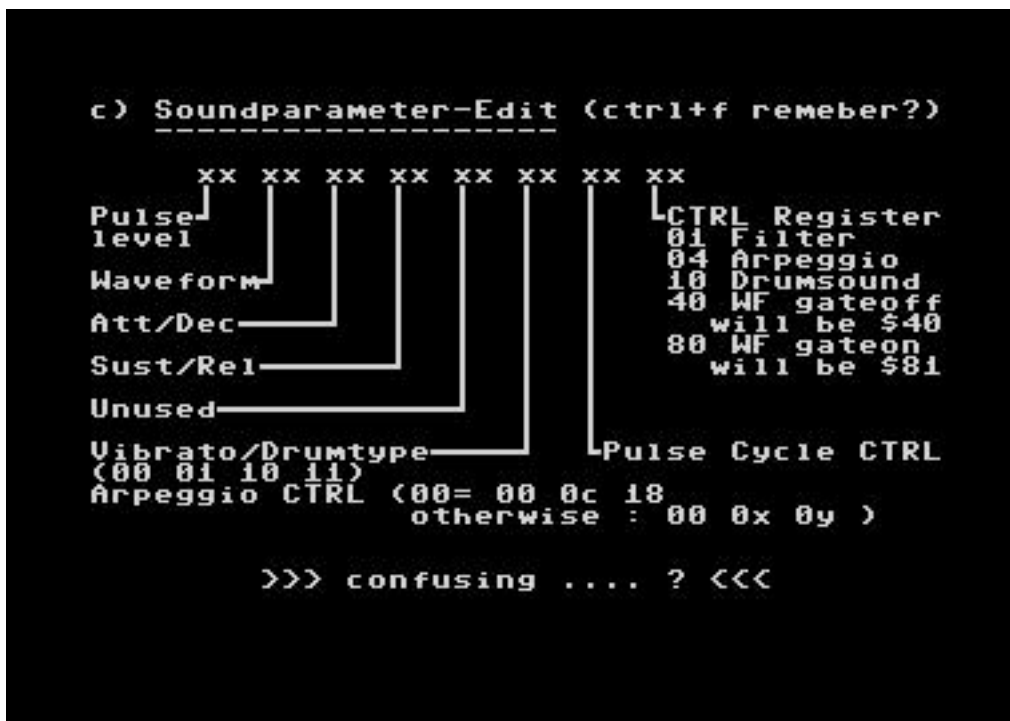 c) Soundparameter-Edit (ctrl+f remeber?)
xx xx xx xx xx xx xx xx
Pulse
level
Waveform
Att/Dec
Sust/Rel
Unused
Vibrato/Drumtype
(00 01 10 11)
Arpeggio CTRL (00= 00 0c 18
otherwise : 00 0x 0y )
CTRL Register
01 Filter
04 Arpeggio
10 Drumsound
40 WF gateoff
will be $40
80 WF gateon
will be $81
Pulse Cycle CTRL
>>> confusing .... ? <<<